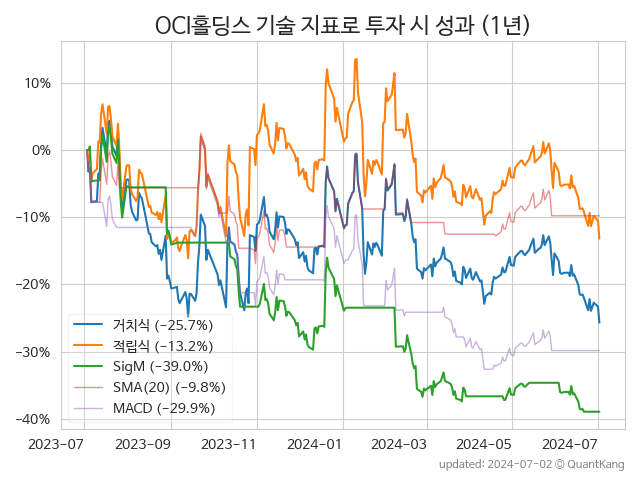 OCI홀딩스 기술 지표로 투자 시 성과 (1년)
10%
0%
−10%
−20%
−30%
−40%
거치식 (−25.7%)
적립식 (−13.2%)
SigM (−39.0%)
SMA(20) (−9.8%)
MACD (−29.9%)
2023-07
2023-09
2023-11
2024-01
2024-03
2024-05
2024-07
updated: 2024-07-02 © QuantKang